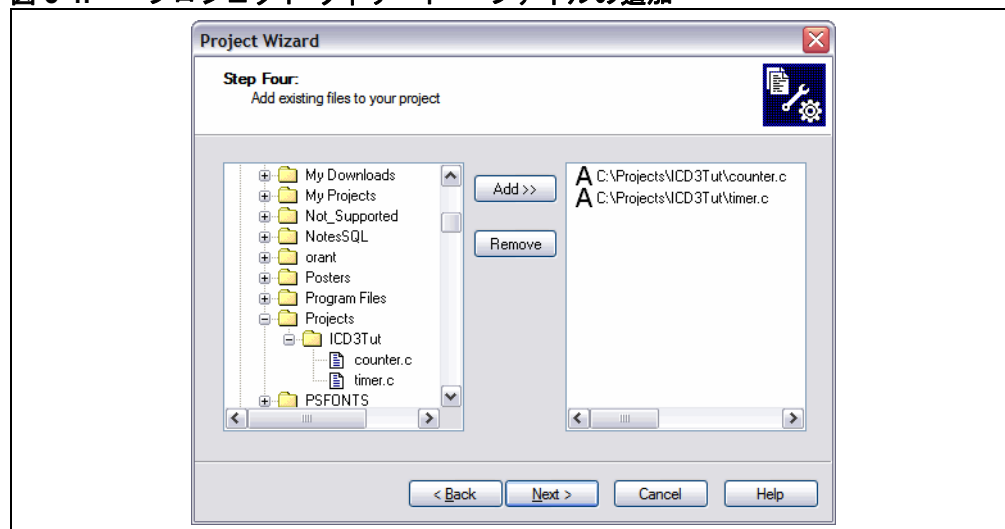 Project Wizard
Step Four:
Add existing files to your project
My Downloads
My Projects
Not_Supported
NotesSQL
orant
Posters
Program Files
Projects
ICD3Tut
counter.c
timer.c
PSFONTS
Add >>
Remove
A C:\Projects\ICD3Tut\counter.c
A C:\Projects\ICD3Tut\timer.c
< Back
Next >
Cancel
Help